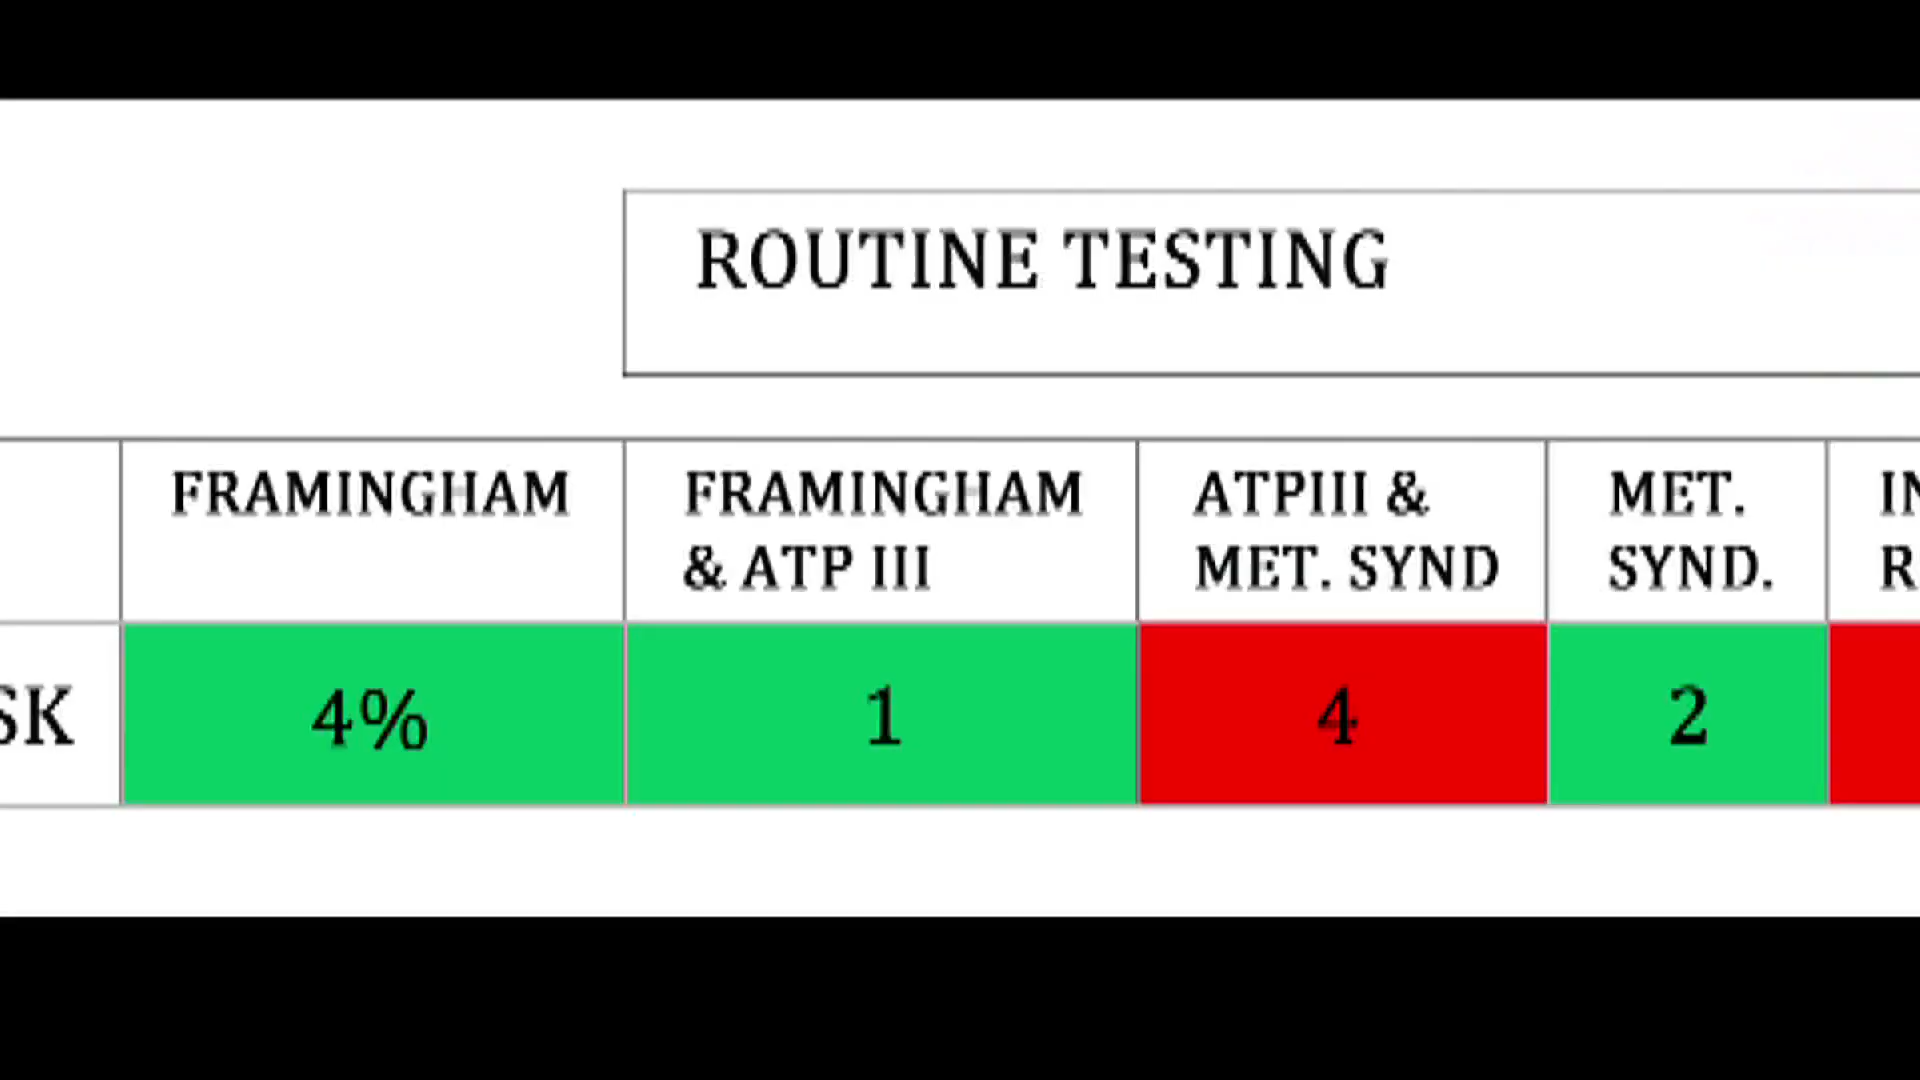 ROUTINE TESTING
FRAMINGHAM
FRAMINGHAM
& ATP III
ATPIII &
MET. SYND
MET.
SYND.
SK
4%
1
4
2